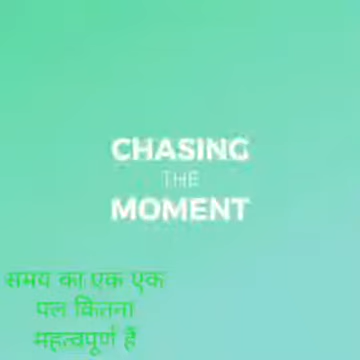 CHASING
THE
MOMENT
समय का एक एक
पल कितना
महत्वपूर्ण हैं